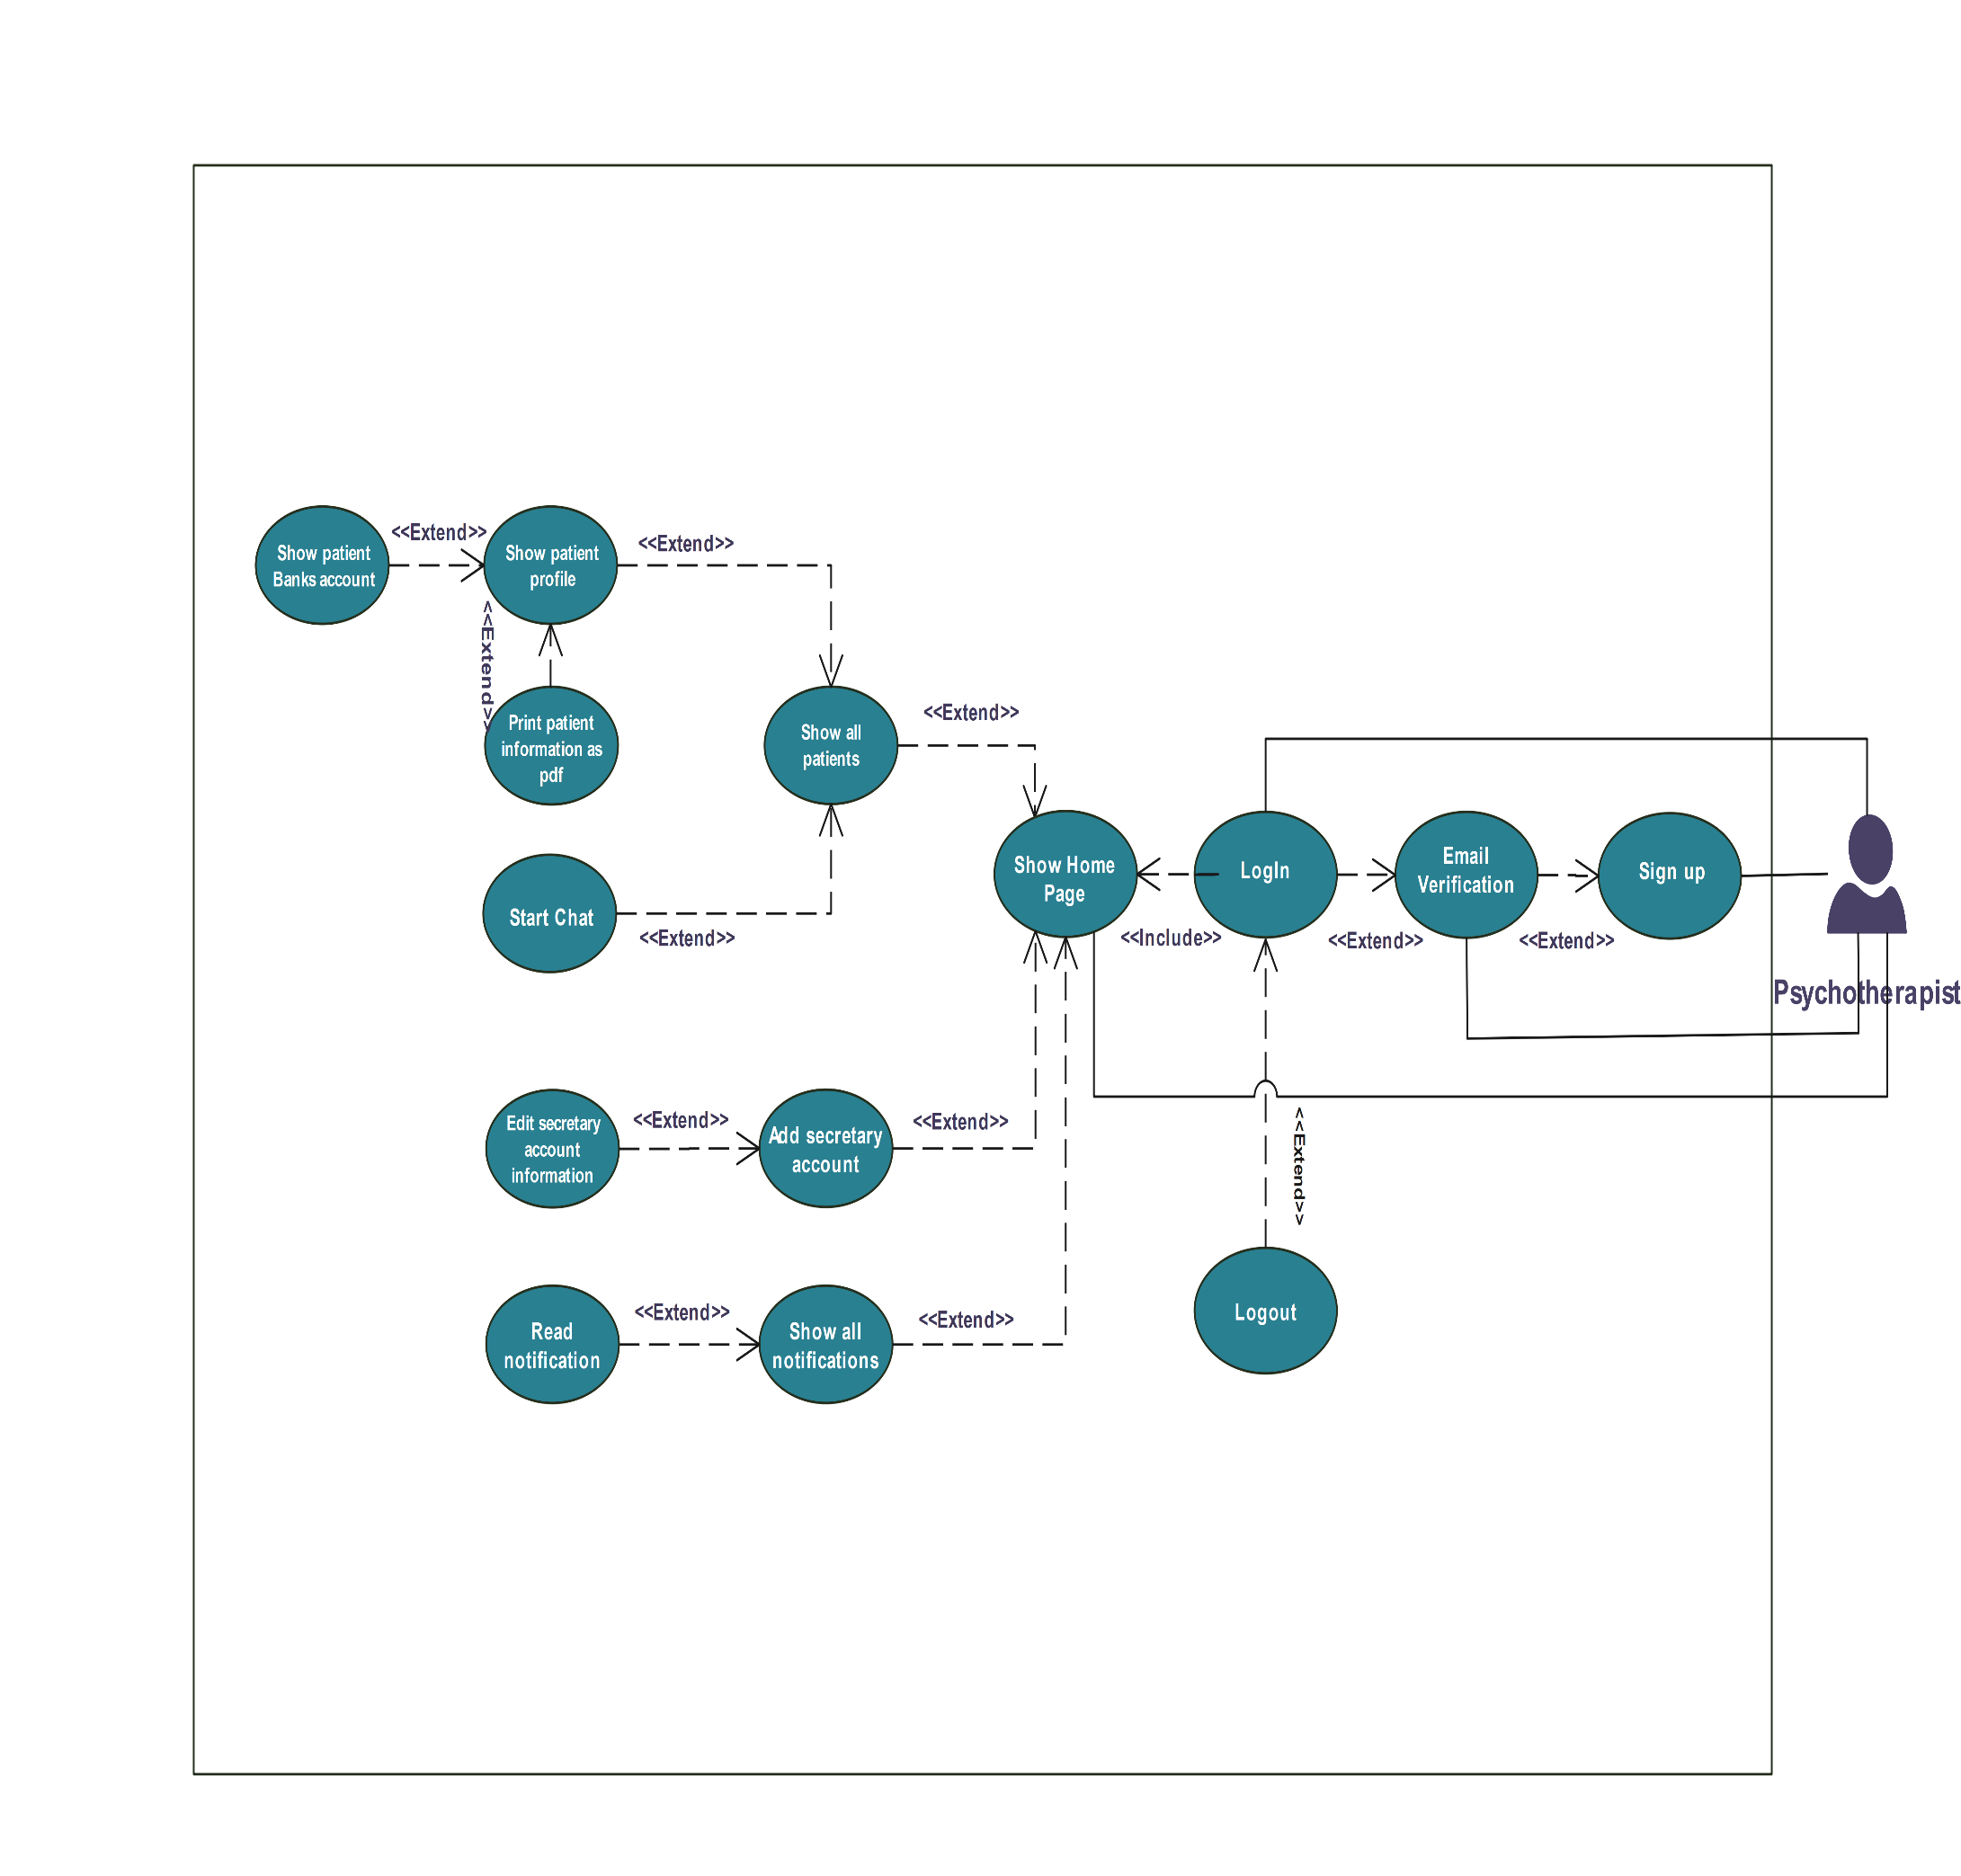 <<Extend>>
<<Extend>>
Show patient
Banks account
Show patient
profile
<<Extend>>
Print patient
information as
pdf
Show all
patients
<<Extend>>
Start Chat
<<Extend>>
Show Home
Page
LogIn
Email
Verification
Sign up
<<Include>>
<<Extend>>
<<Extend>>
Psychotherapist
Edit secretary
account
information
<<Extend>>
Add secretary
account
<<Extend>>
<<Extend>>
Read
notification
<<Extend>>
Show all
notifications
<<Extend>>
Logout